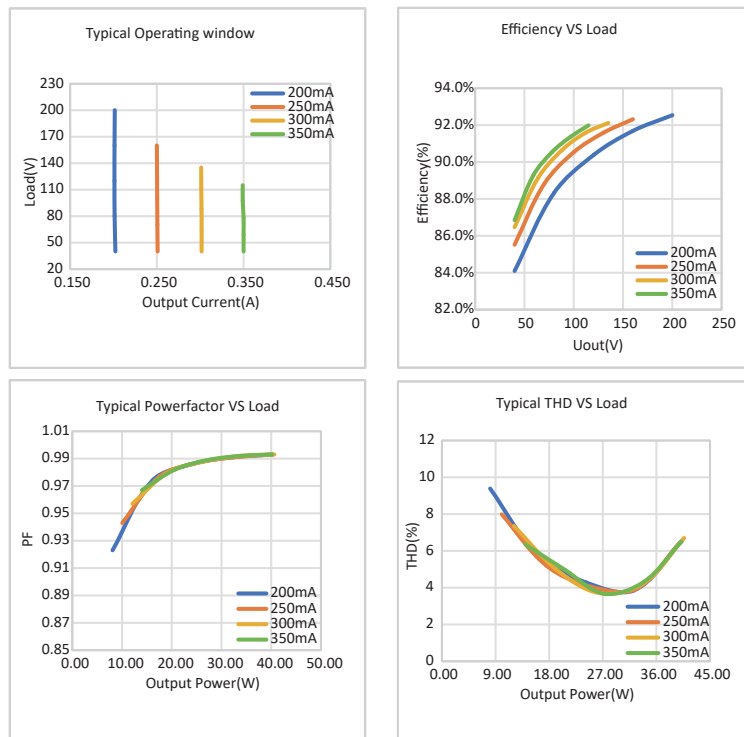 Typical Operating window
230
200
170
140
110
80
50
20
Load(V)
0.150
0.250
0.350
0.450
Output Current(A)
200mA
250mA
300mA
350mA
Efficiency VS Load
94.0%
92.0%
90.0%
88.0%
86.0%
84.0%
82.0%
Efficiency(%)
0
50
100
150
200
250
Uout(V)
200mA
250mA
300mA
350mA
Typical Powerfactor VS Load
1.01
0.99
0.97
0.95
0.93
0.91
0.89
0.87
0.85
PF
0.00
10.00
20.00
30.00
40.00
50.00
Output Power(W)
200mA
250mA
300mA
350mA
Typical THD VS Load
12
10
8
6
4
2
0
THD(%)
0.00
9.00
18.00
27.00
36.00
45.00
Output Power(W)
200mA
250mA
300mA
350mA